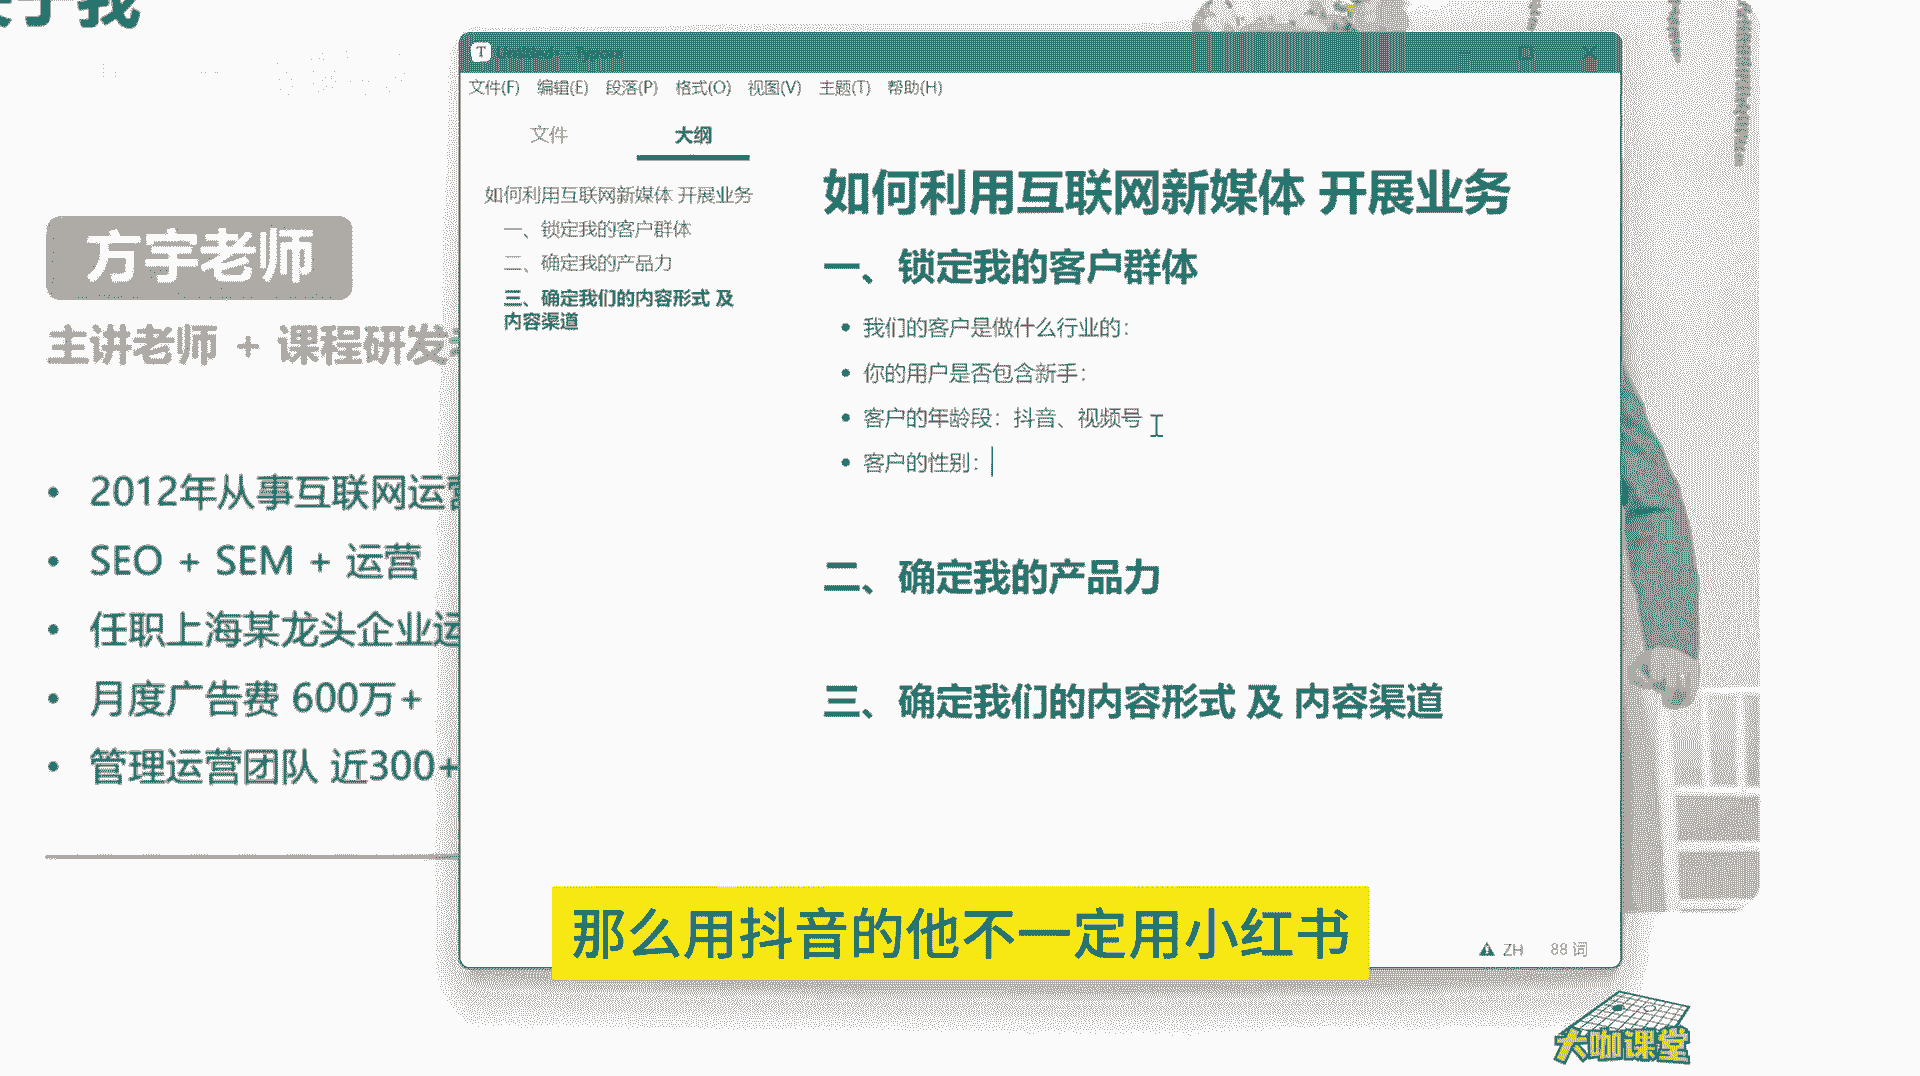 方宇老师
主讲老师 + 课程研发
2012年从事互联网运营
SEO + SEM + 运营
任职上海某龙头企业运
月度广告费 600万+
管理运营团队 近300+
T
文件(F) 编辑(E) 段落(P) 格式(O) 视图(V) 主题(T) 帮助(H)
文件 大纲
如何利用互联网新媒体 开展业务
一、锁定我的客户群体
二、确定我的产品力
三、确定我们的内容形式 及
内容渠道
如何利用互联网新媒体 开展业务
一、锁定我的客户群体
我们的客户是做什么行业的：
你的用户是否包含新手：
客户的年龄段：抖音、视频号
客户的性别：
二、确定我的产品力
三、确定我们的内容形式 及 内容渠道
那么用抖音的他不一定用小红书
ZH 88 词
大咖课堂